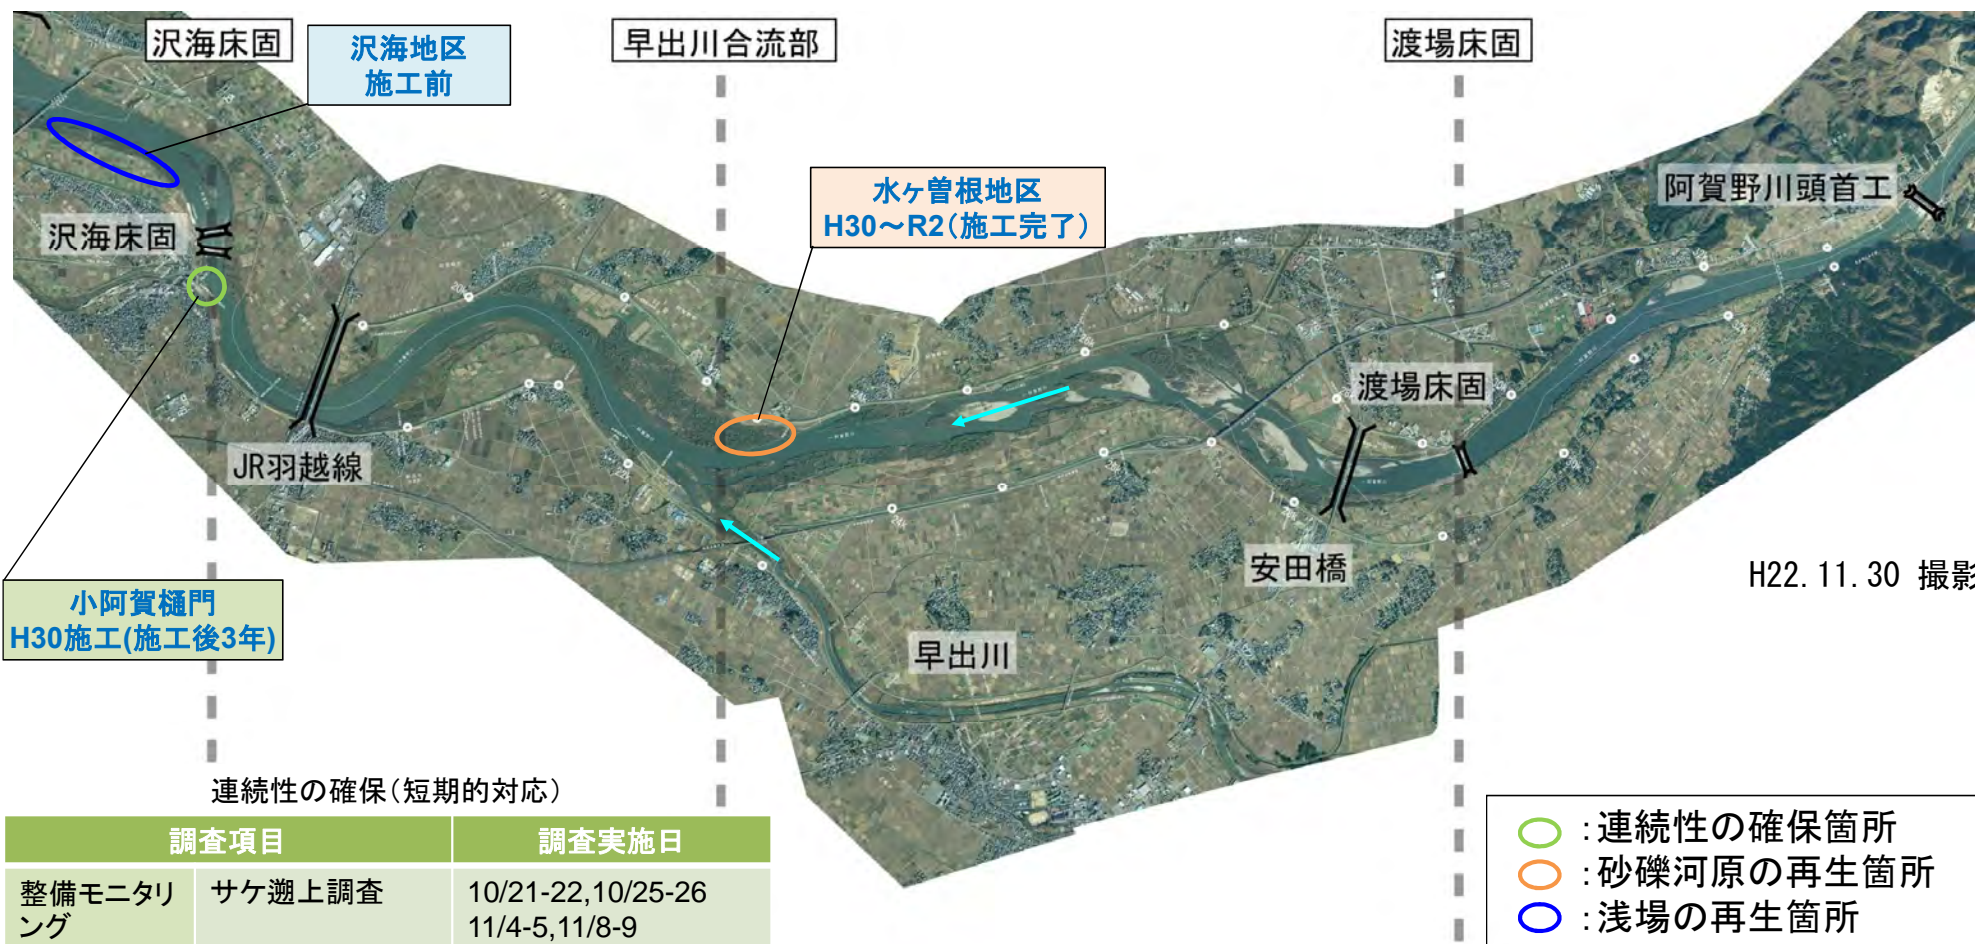 沢海床固
早出川合流部
渡場床固
沢海地区
施工前
水ヶ曽根地区
H30～R2(施工完了)
阿賀野川頭首工
沢海床固
渡場床固
JR羽越線
安田橋
H22.11.30 撮影
小阿賀樋門
H30施工(施工後3年)
早出川
連続性の確保(短期的対応)
調査項目 調査実施日
整備モニタリ
ング
サケ遡上調査
10/21-22,10/25-26
11/4-5,11/8-9
:連続性の確保箇所
:砂礫河原の再生箇所
:浅場の再生箇所